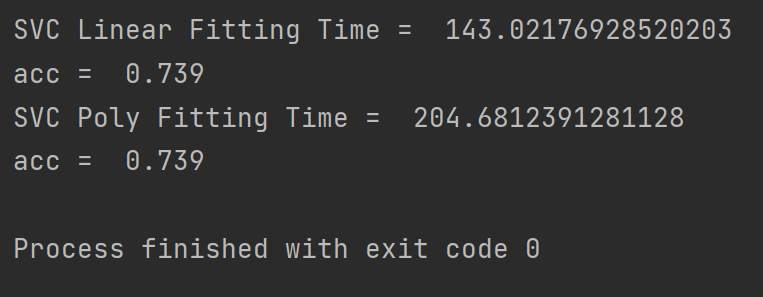 SVC Linear Fitting Time =  143.02176928520203
acc =  0.739
SVC Poly Fitting Time =  204.6812391281128
acc =  0.739
Process finished with exit code 0